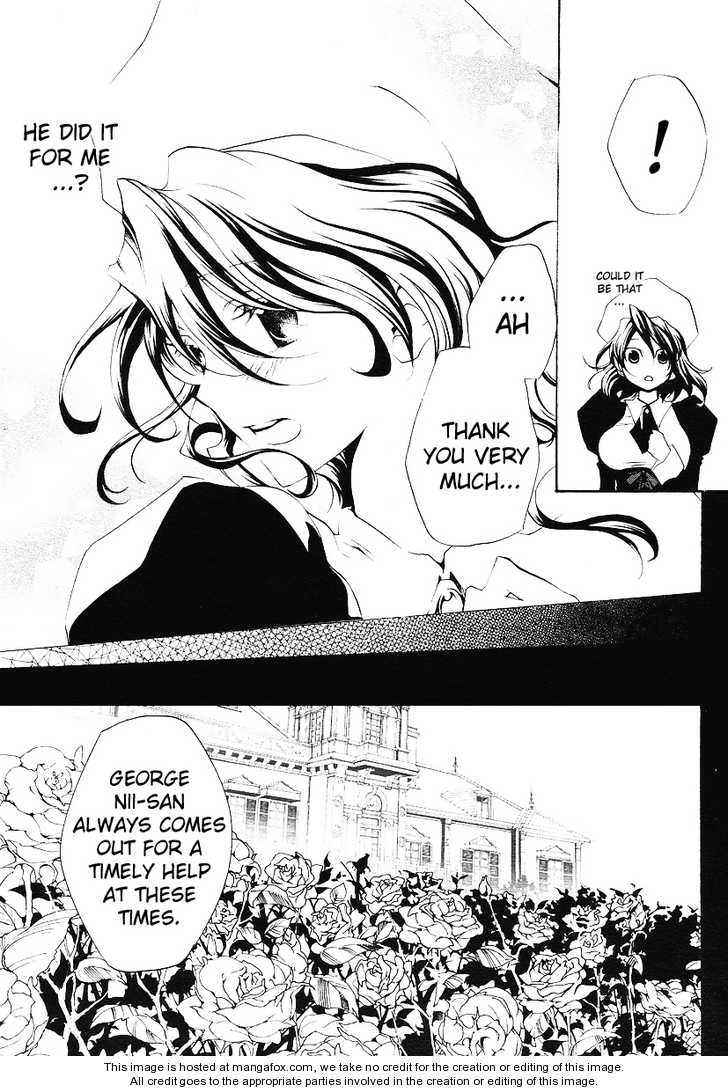 !
COULD IT
BE THAT
...
HE DID IT
FOR ME
...?
...
AH
THANK
YOU VERY
MUCH...
GEORGE
NII-SAN
ALWAYS COMES
OUT FOR A
TIMELY HELP
AT THESE
TIMES.
This image is hosted at mangafox.com, we take no credit for the creation or editing of this image.
All credit goes to the appropriate parties involved in the creation or editing of this image.